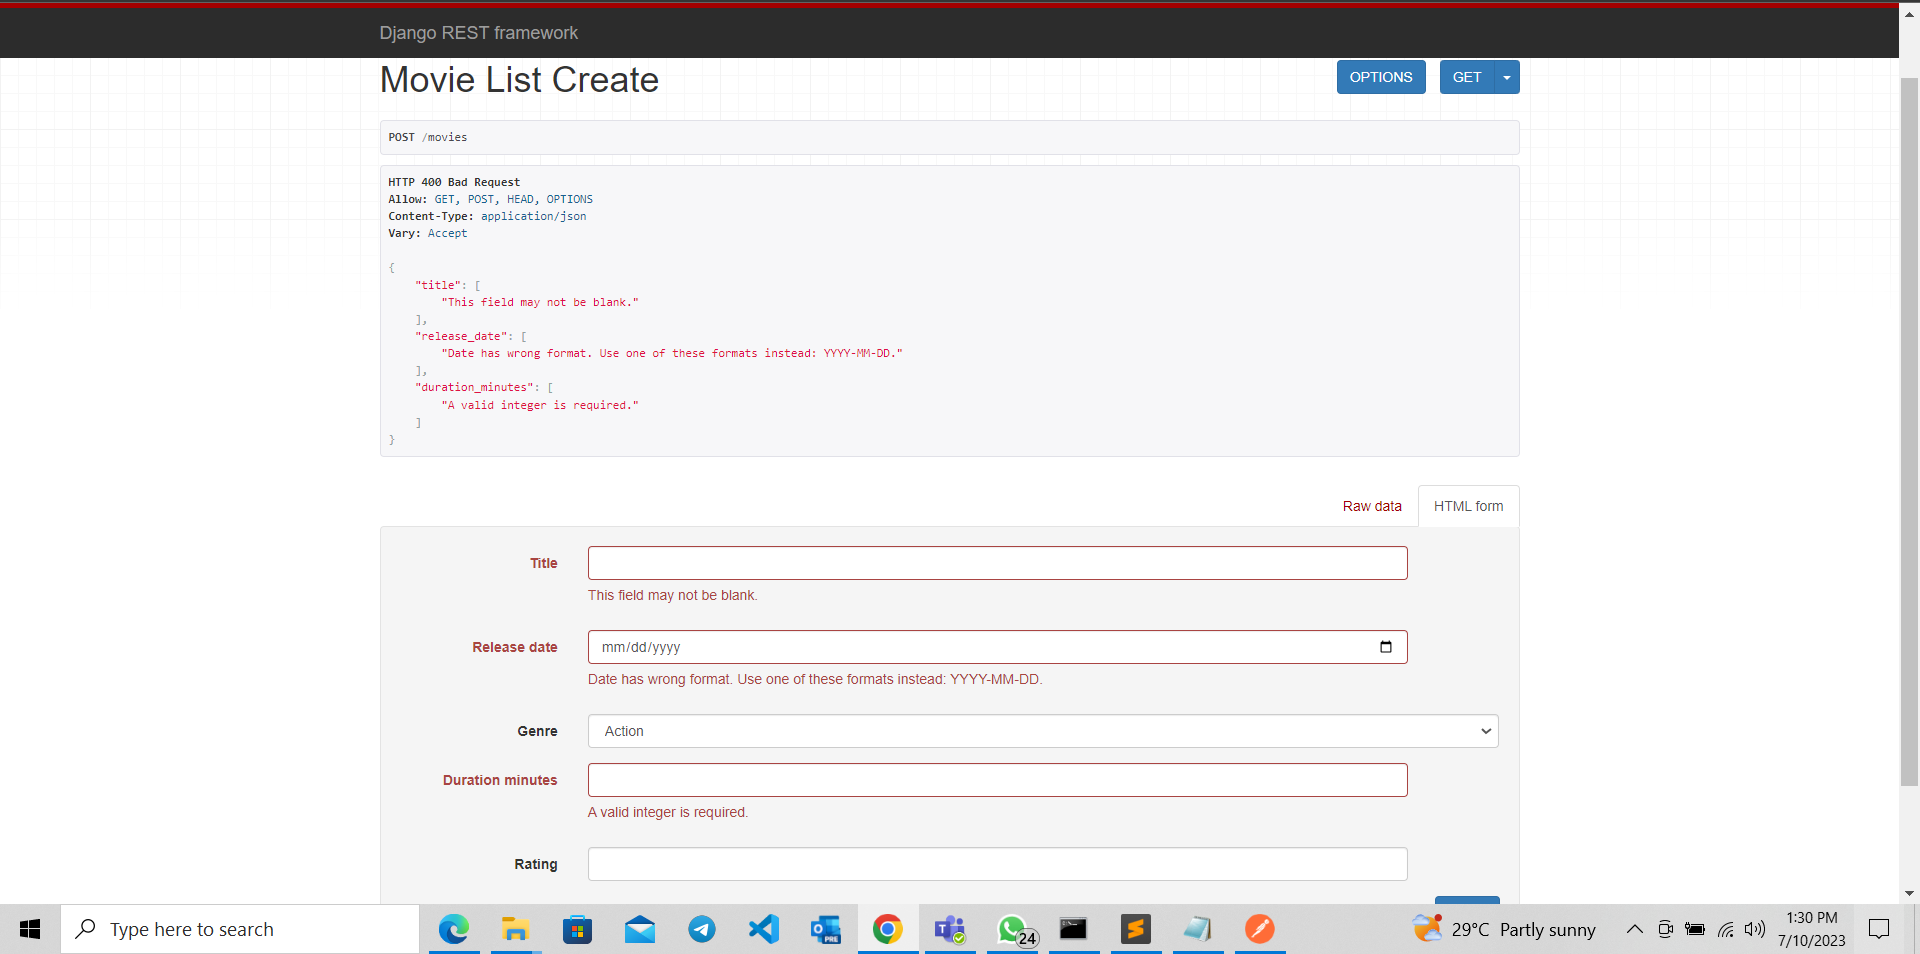 Django REST framework
Movie List Create
OPTIONS
GET
POST /movies
HTTP 400 Bad Request
Allow: GET, POST, HEAD, OPTIONS
Content-Type: application/json
Vary: Accept
{
"title": [
"This field may not be blank."
],
"release_date": [
"Date has wrong format. Use one of these formats instead: YYYY-MM-DD."
],
"duration_minutes": [
"A valid integer is required."
]
}
Raw data
HTML form
Title
This field may not be blank.
Release date
mm/dd/yyyy
Date has wrong format. Use one of these formats instead: YYYY-MM-DD.
Genre
Action
Duration minutes
A valid integer is required.
Rating
Type here to search
PRE
24
29°C Partly sunny
1:30 PM
7/10/2023